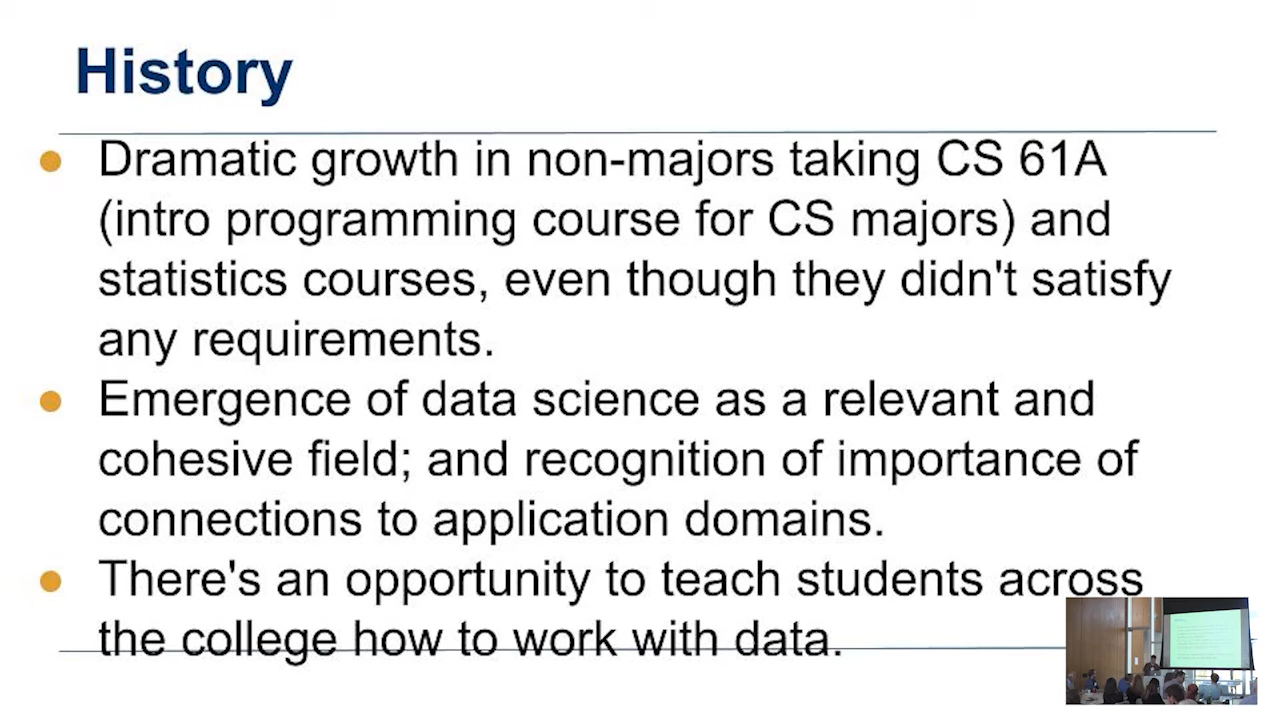 History
Dramatic growth in non-majors taking CS 61A
(intro programming course for CS majors) and
statistics courses, even though they didn't satisfy
any requirements.
Emergence of data science as a relevant and
cohesive field; and recognition of importance of
connections to application domains.
There's an opportunity to teach students across
the college how to work with data.